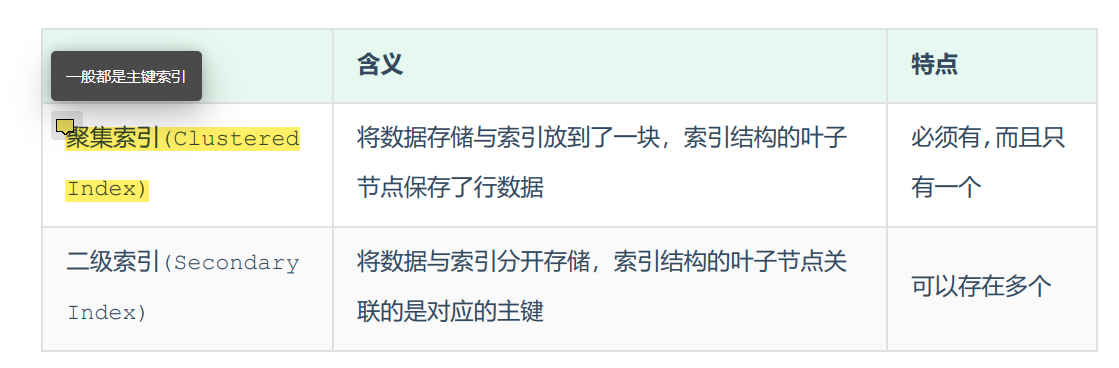 一般都是主键索引
含义
特点
聚集索引(Clustered
Index)
将数据存储与索引放到了一块，索引结构的叶子
节点保存了行数据
必须有,而且只
有一个
二级索引(Secondary
Index)
将数据与索引分开存储，索引结构的叶子节点关
联的是对应的主键
可以存在多个